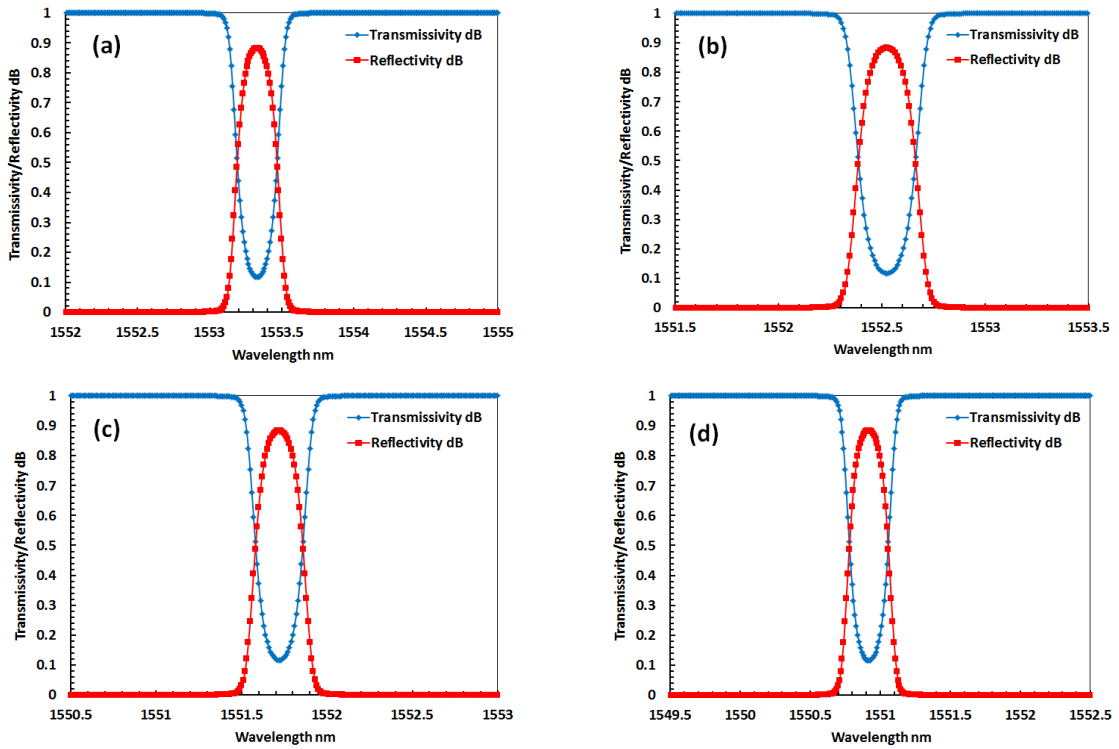 (a)
Transmissivity dB
Reflectivity dB
Transmissivity/Reflectivity dB
1
0.9
0.8
0.7
0.6
0.5
0.4
0.3
0.2
0.1
0
1552 1552.5 1553 1553.5 1554 1554.5 1555
Wavelength nm
(b)
Transmissivity dB
Reflectivity dB
Transmissivity/Reflectivity dB
1
0.9
0.8
0.7
0.6
0.5
0.4
0.3
0.2
0.1
0
1551.5 1552 1552.5 1553 1553.5
Wavelength nm
(c)
Transmissivity dB
Reflectivity dB
Transmissivity/Reflectivity dB
1
0.9
0.8
0.7
0.6
0.5
0.4
0.3
0.2
0.1
0
1550.5 1551 1551.5 1552 1552.5 1553
Wavelength nm
(d)
Transmissivity dB
Reflectivity dB
Transmissivity/Reflectivity dB
1
0.9
0.8
0.7
0.6
0.5
0.4
0.3
0.2
0.1
0
1549.5 1550 1550.5 1551 1551.5 1552 1552.5
Wavelength nm